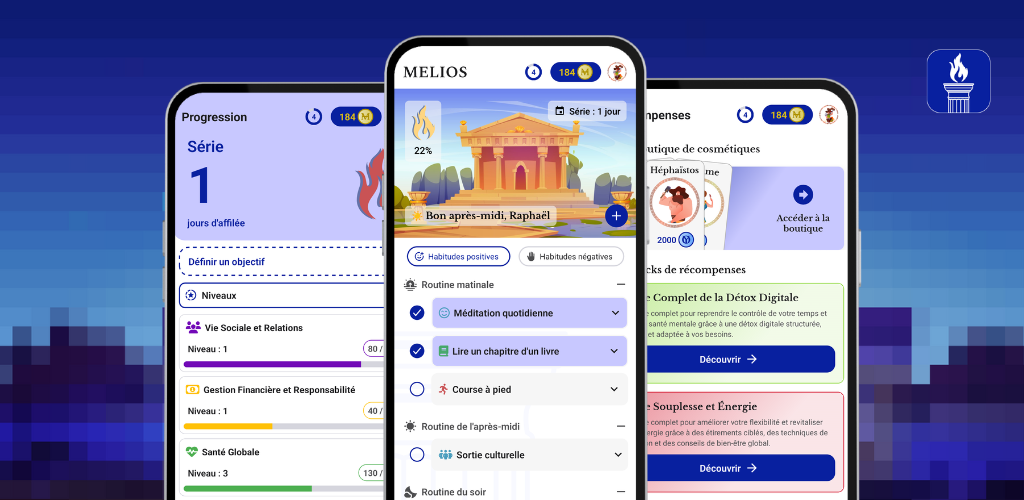 Progression
4
184 M
Série
1
jours d'affilée
Définir un objectif
Niveaux
Vie Sociale et Relations
Niveau : 1
80 /
Gestion Financière et Responsabilité
Niveau : 1
40 /
Santé Globale
Niveau : 3
130 /
MELIOS
4
184 M
Série : 1 jour
22%
Bon après-midi, Raphaël
Habitudes positives
Habitudes négatives
Routine matinale
Méditation quotidienne
Lire un chapitre d'un livre
Course à pied
Routine de l'après-midi
Sortie culturelle
Routine du soir
mpenses
4
184 M
utique de cosmétiques
Héphaïstos
me
2000
Accéder à la
boutique
cks de récompenses
e Complet de la Détox Digitale
e complet pour reprendre le contrôle de votre temps et
santé mentale grâce à une détox digitale structurée,
et adaptée à vos besoins.
Découvrir
e Souplesse et Énergie
e complet pour améliorer votre flexibilité et revitaliser
ergie grâce à des étirements ciblés, des techniques de
on et des conseils de bien-être global.
Découvrir